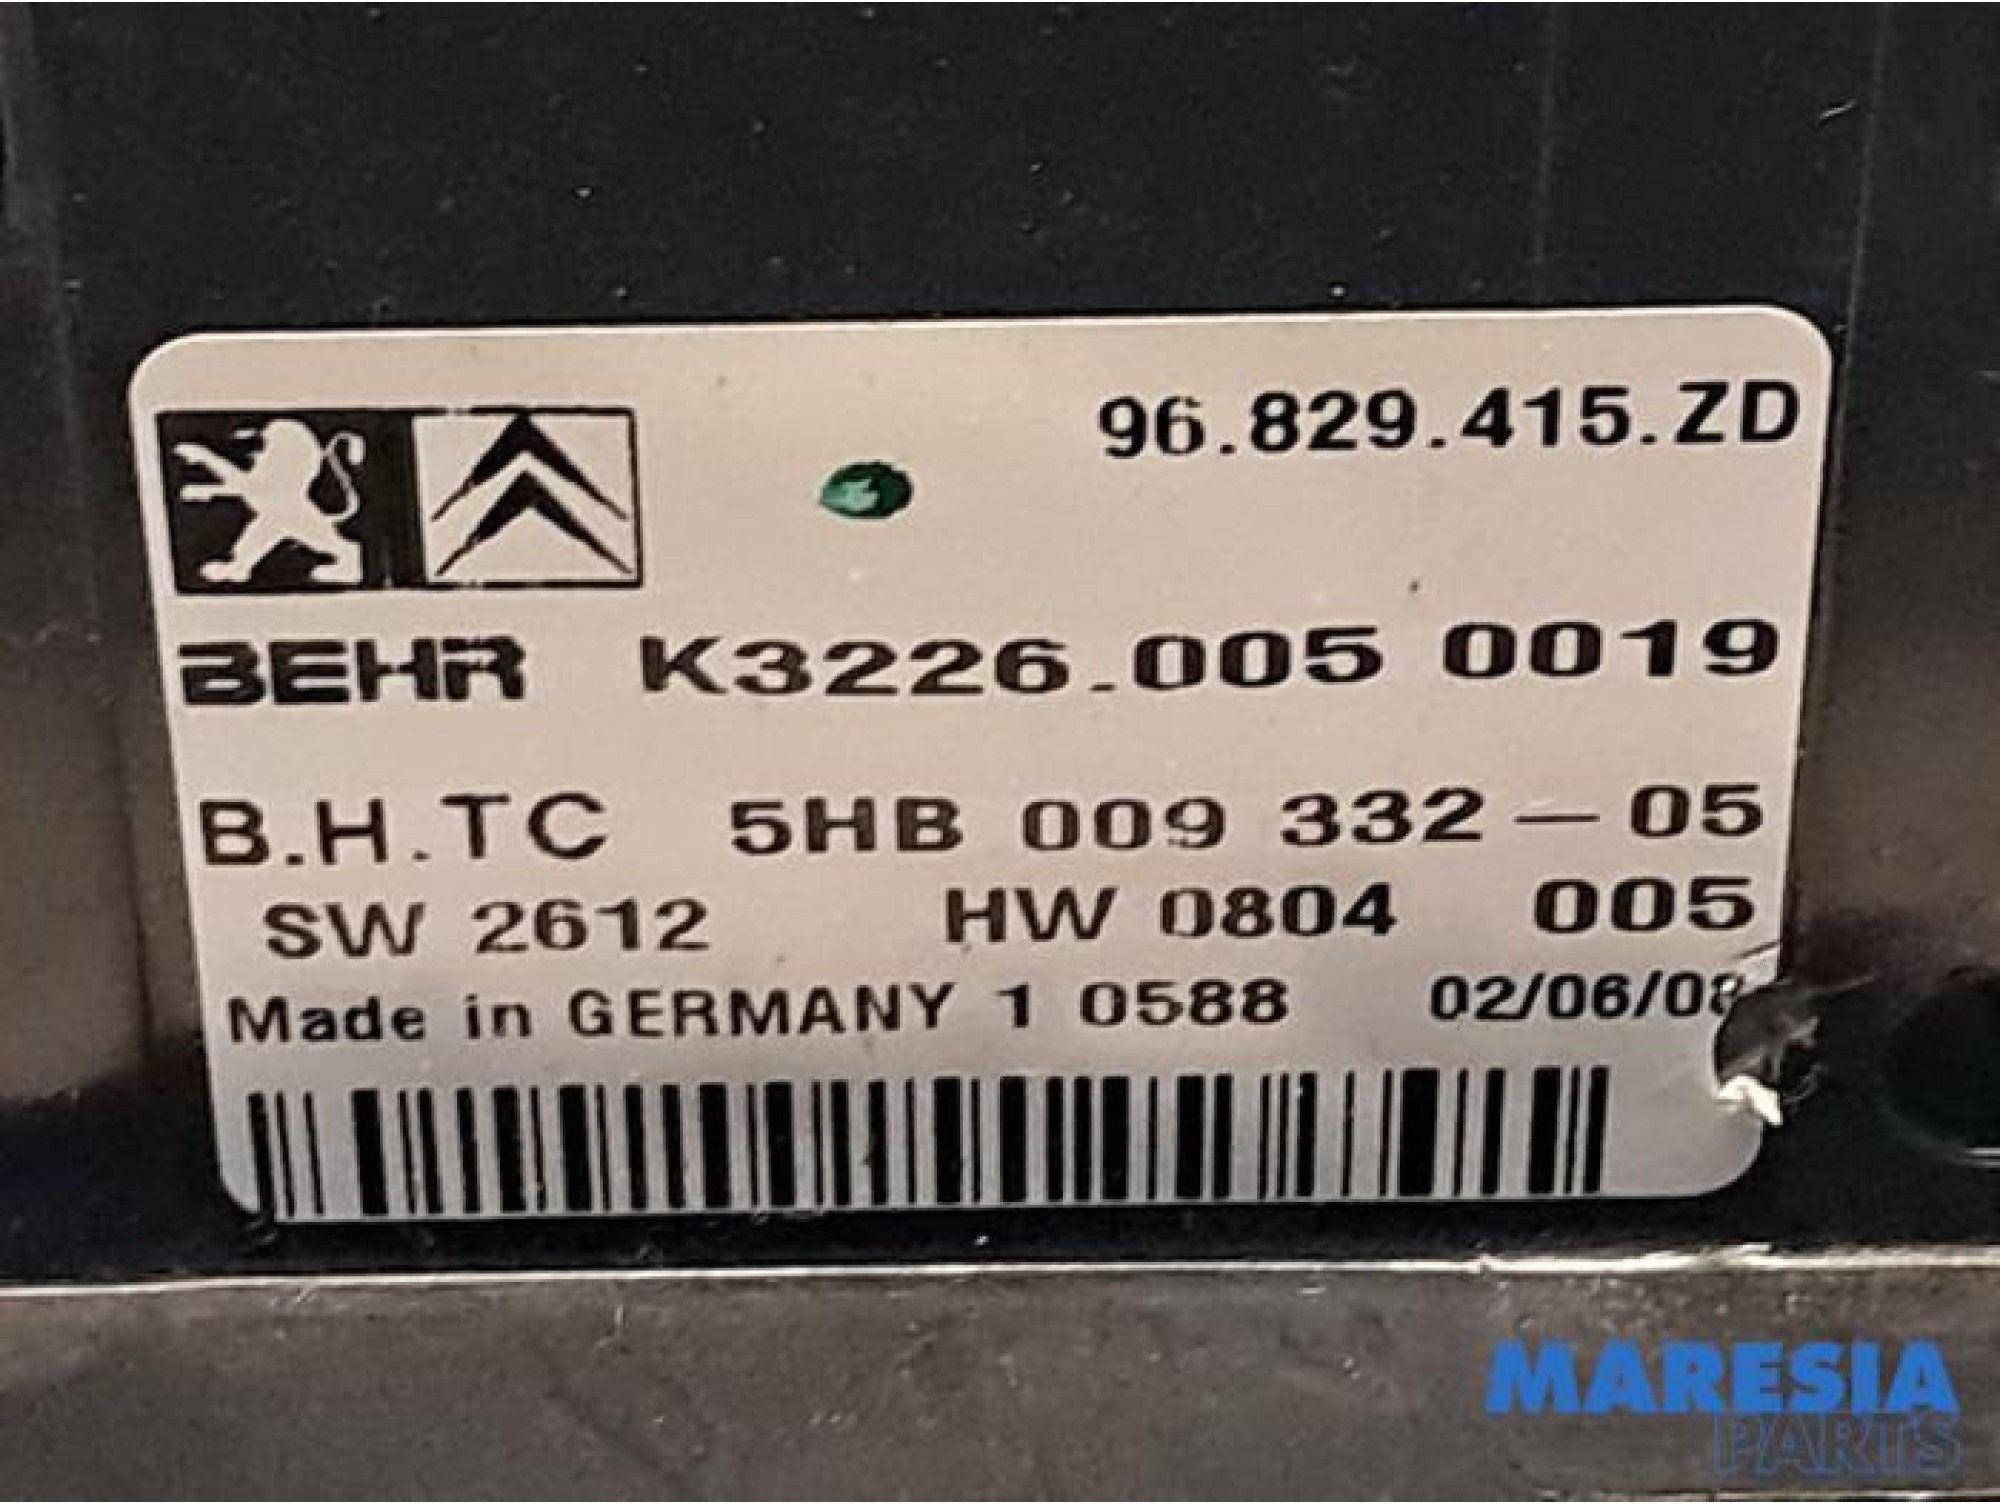 96.829.415.ZD
BEHR K3226.005 0019
B.H.TC 5HB 009 332-05
SW 2612 HW 0804 005
Made in GERMANY 1 0588 02/06/08
MARESIA
PARTS